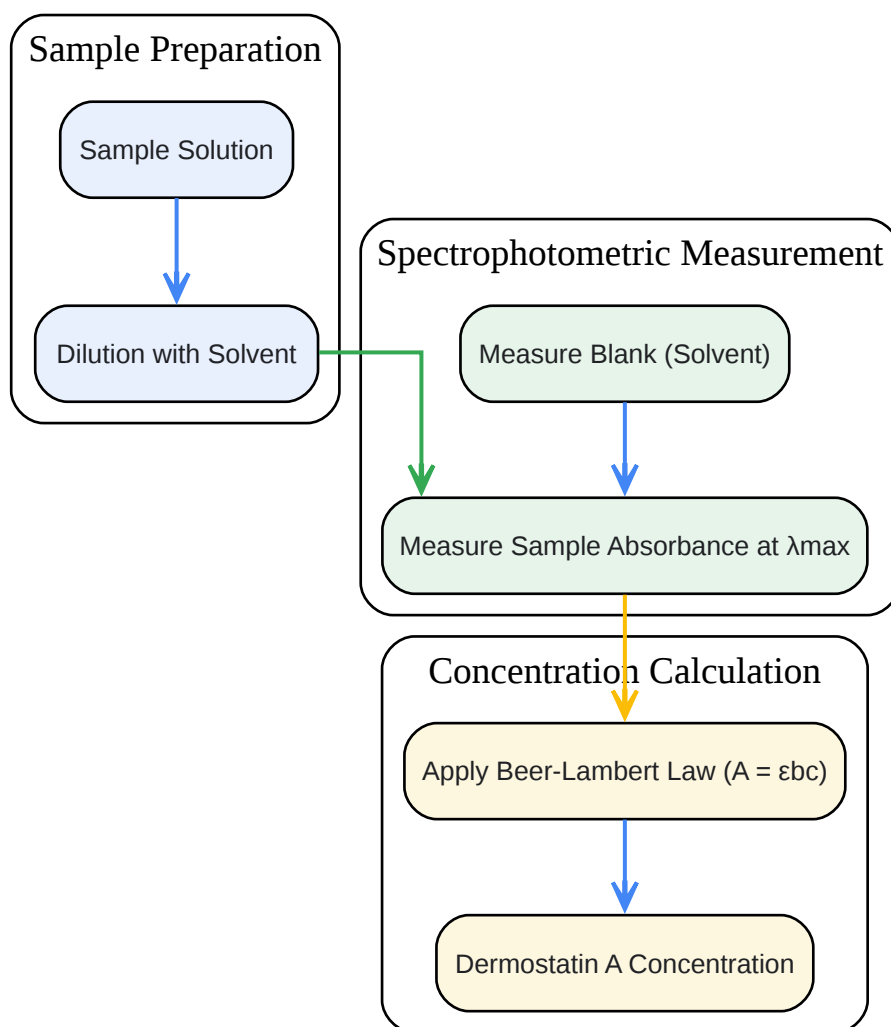 Sample Preparation
Sample Solution
Dilution with Solvent
Spectrophotometric Measurement
Measure Blank (Solvent)
Measure Sample Absorbance at λmax
Concentration Calculation
Apply Beer-Lambert Law (A = εbc)
Dermostatin A Concentration